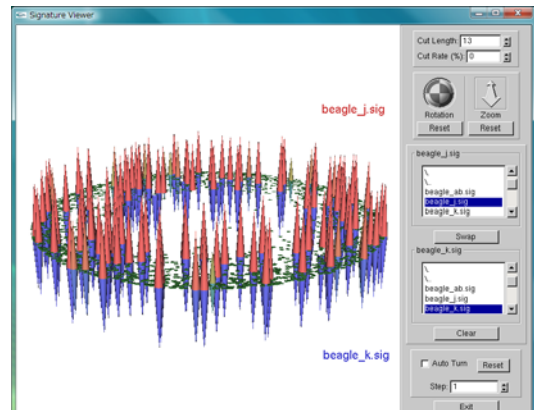 Signature Viewer
Cut Length: 13
Cut Rate (%): 0
beagle_j.sig
Rotation Zoom
Reset Reset
beagle_j.sig
\
\..
beagle_ab.sig
beagle_j.sig
beagle_k.sig
Swap
beagle_k.sig
\
\..
beagle_ab.sig
beagle_j.sig
beagle_k.sig
Clear
beagle_k.sig
Auto Turn Reset
Step: 1
Exit